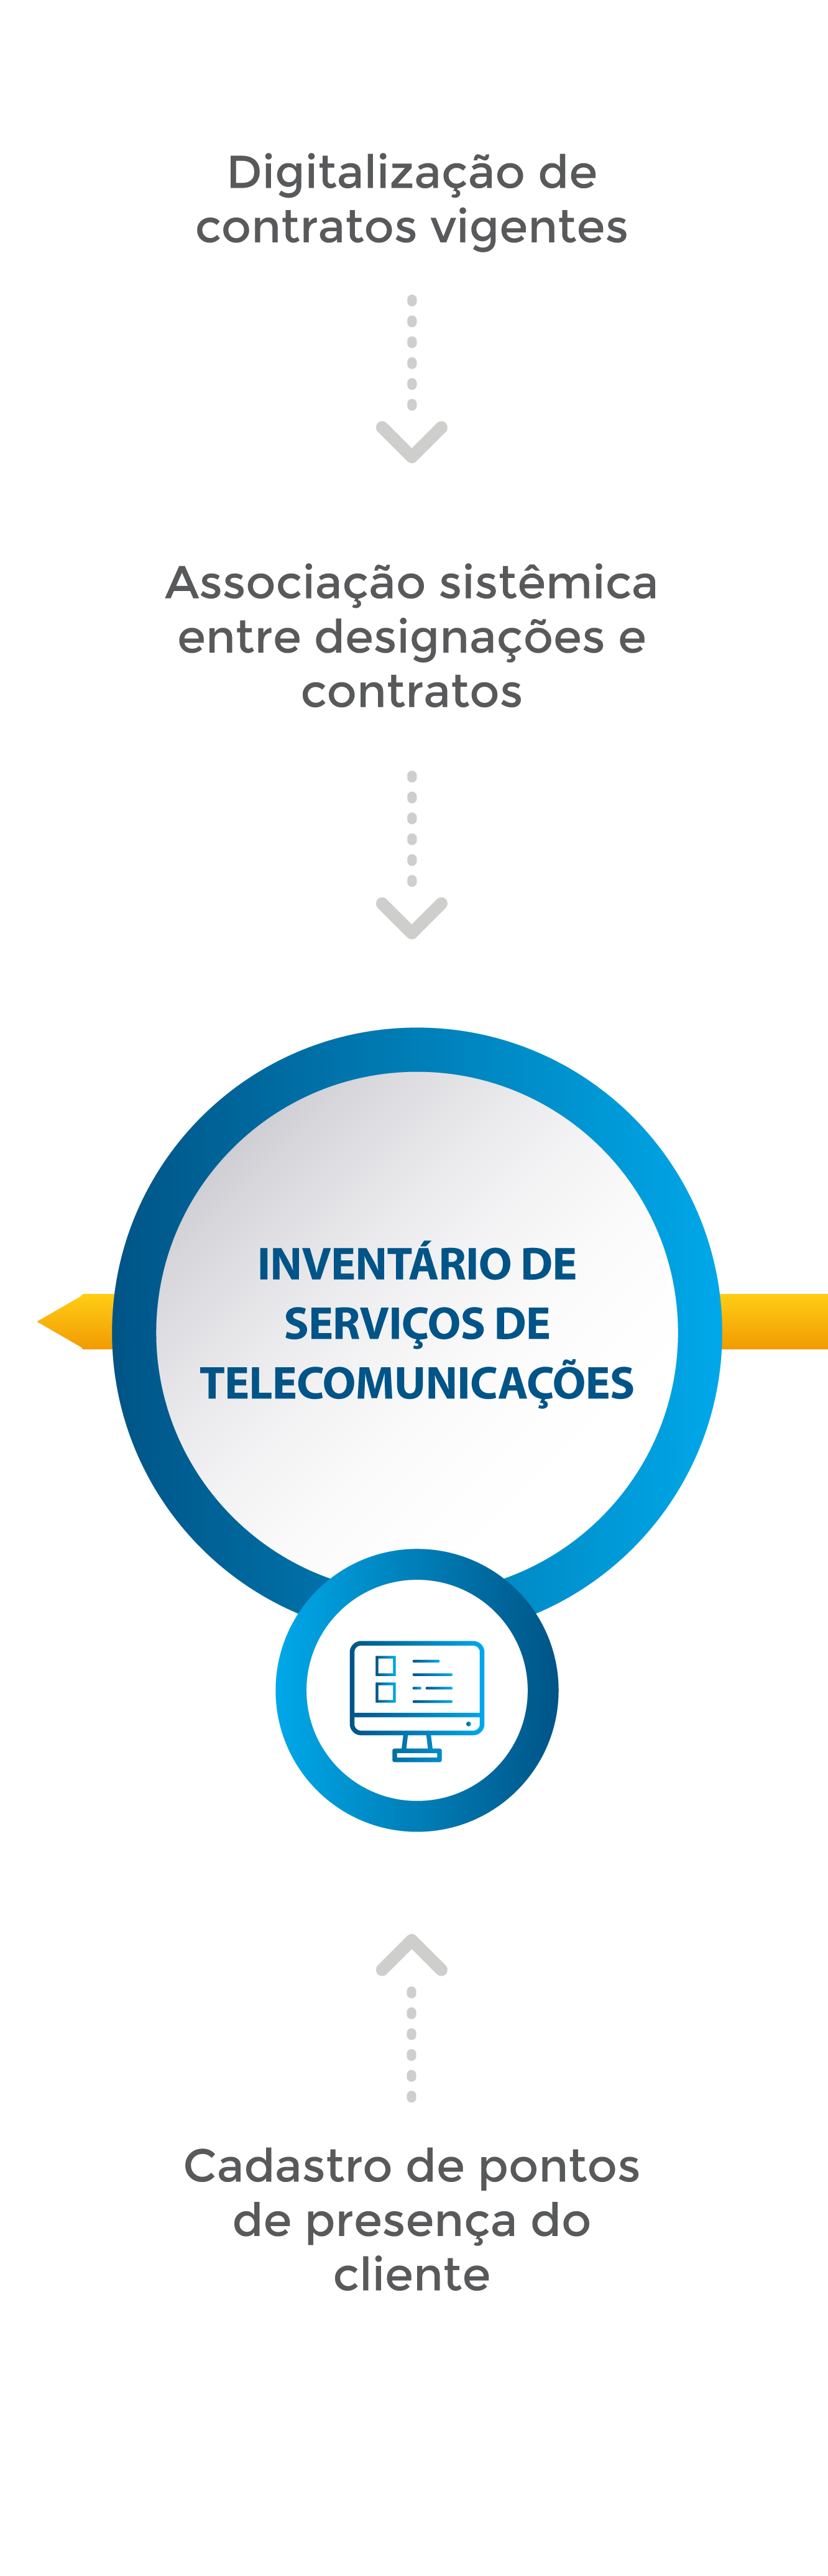 Digitalização de
contratos vigentes
Associação sistêmica
entre designações e
contratos
INVENTÁRIO DE
SERVIÇOS DE
TELECOMUNICAÇÕES
Cadastro de pontos
de presença do
cliente